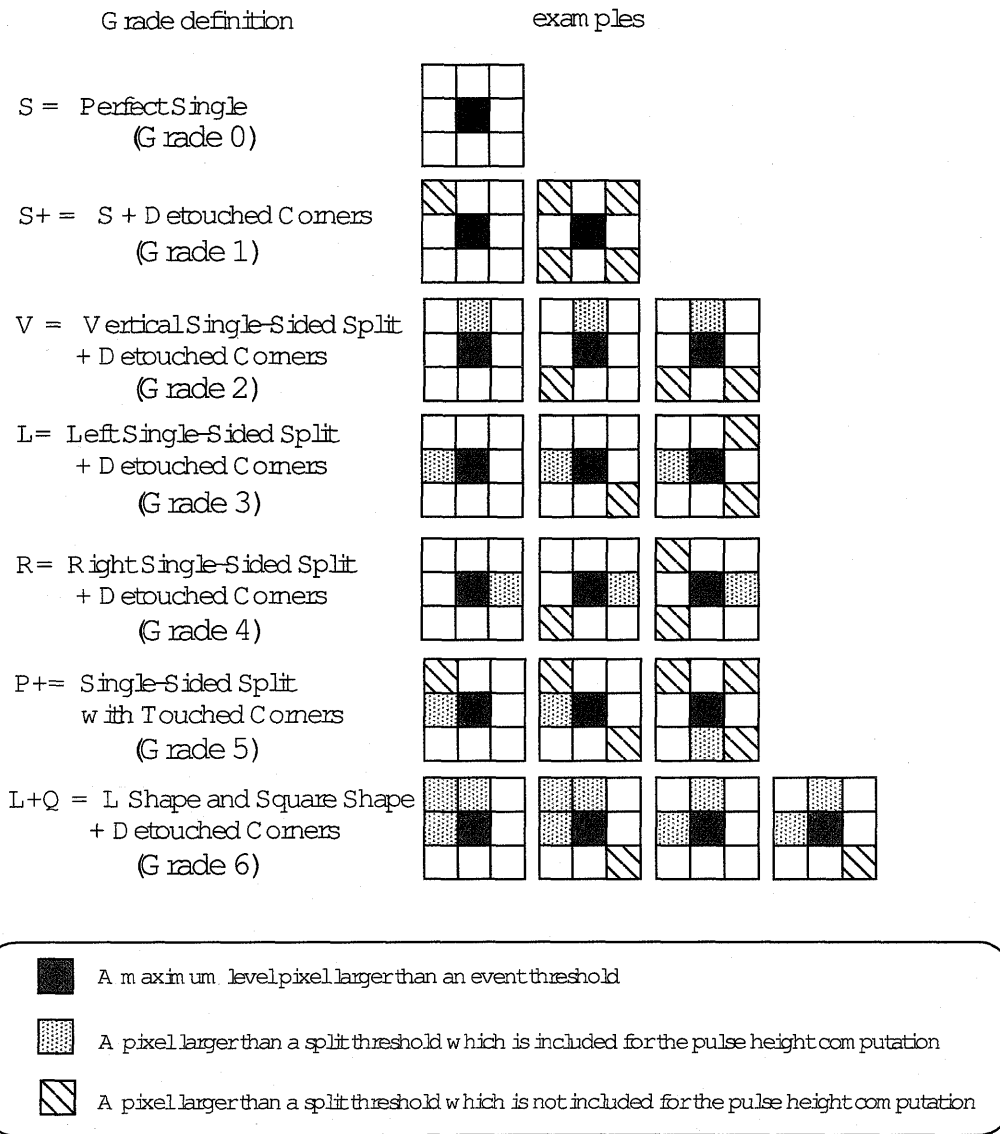 Grade definition examples
S = Perfect Single
(Grade 0)
S+ = S + Detouched Corners
(Grade 1)
V = Vertical Single-Sided Split
+ Detouched Corners
(Grade 2)
L= Left Single-Sided Split
+ Detouched Corners
(Grade 3)
R= Right Single-Sided Split
+ Detouched Corners
(Grade 4)
P+= Single-Sided Split
with Touched Corners
(Grade 5)
L+Q = L Shape and Square Shape
+ Detouched Corners
(Grade 6)
A maximum level pixel larger than an event threshold
A pixel larger than a split threshold which is included for the pulse height computation
A pixel larger than a split threshold which is not included for the pulse height computation